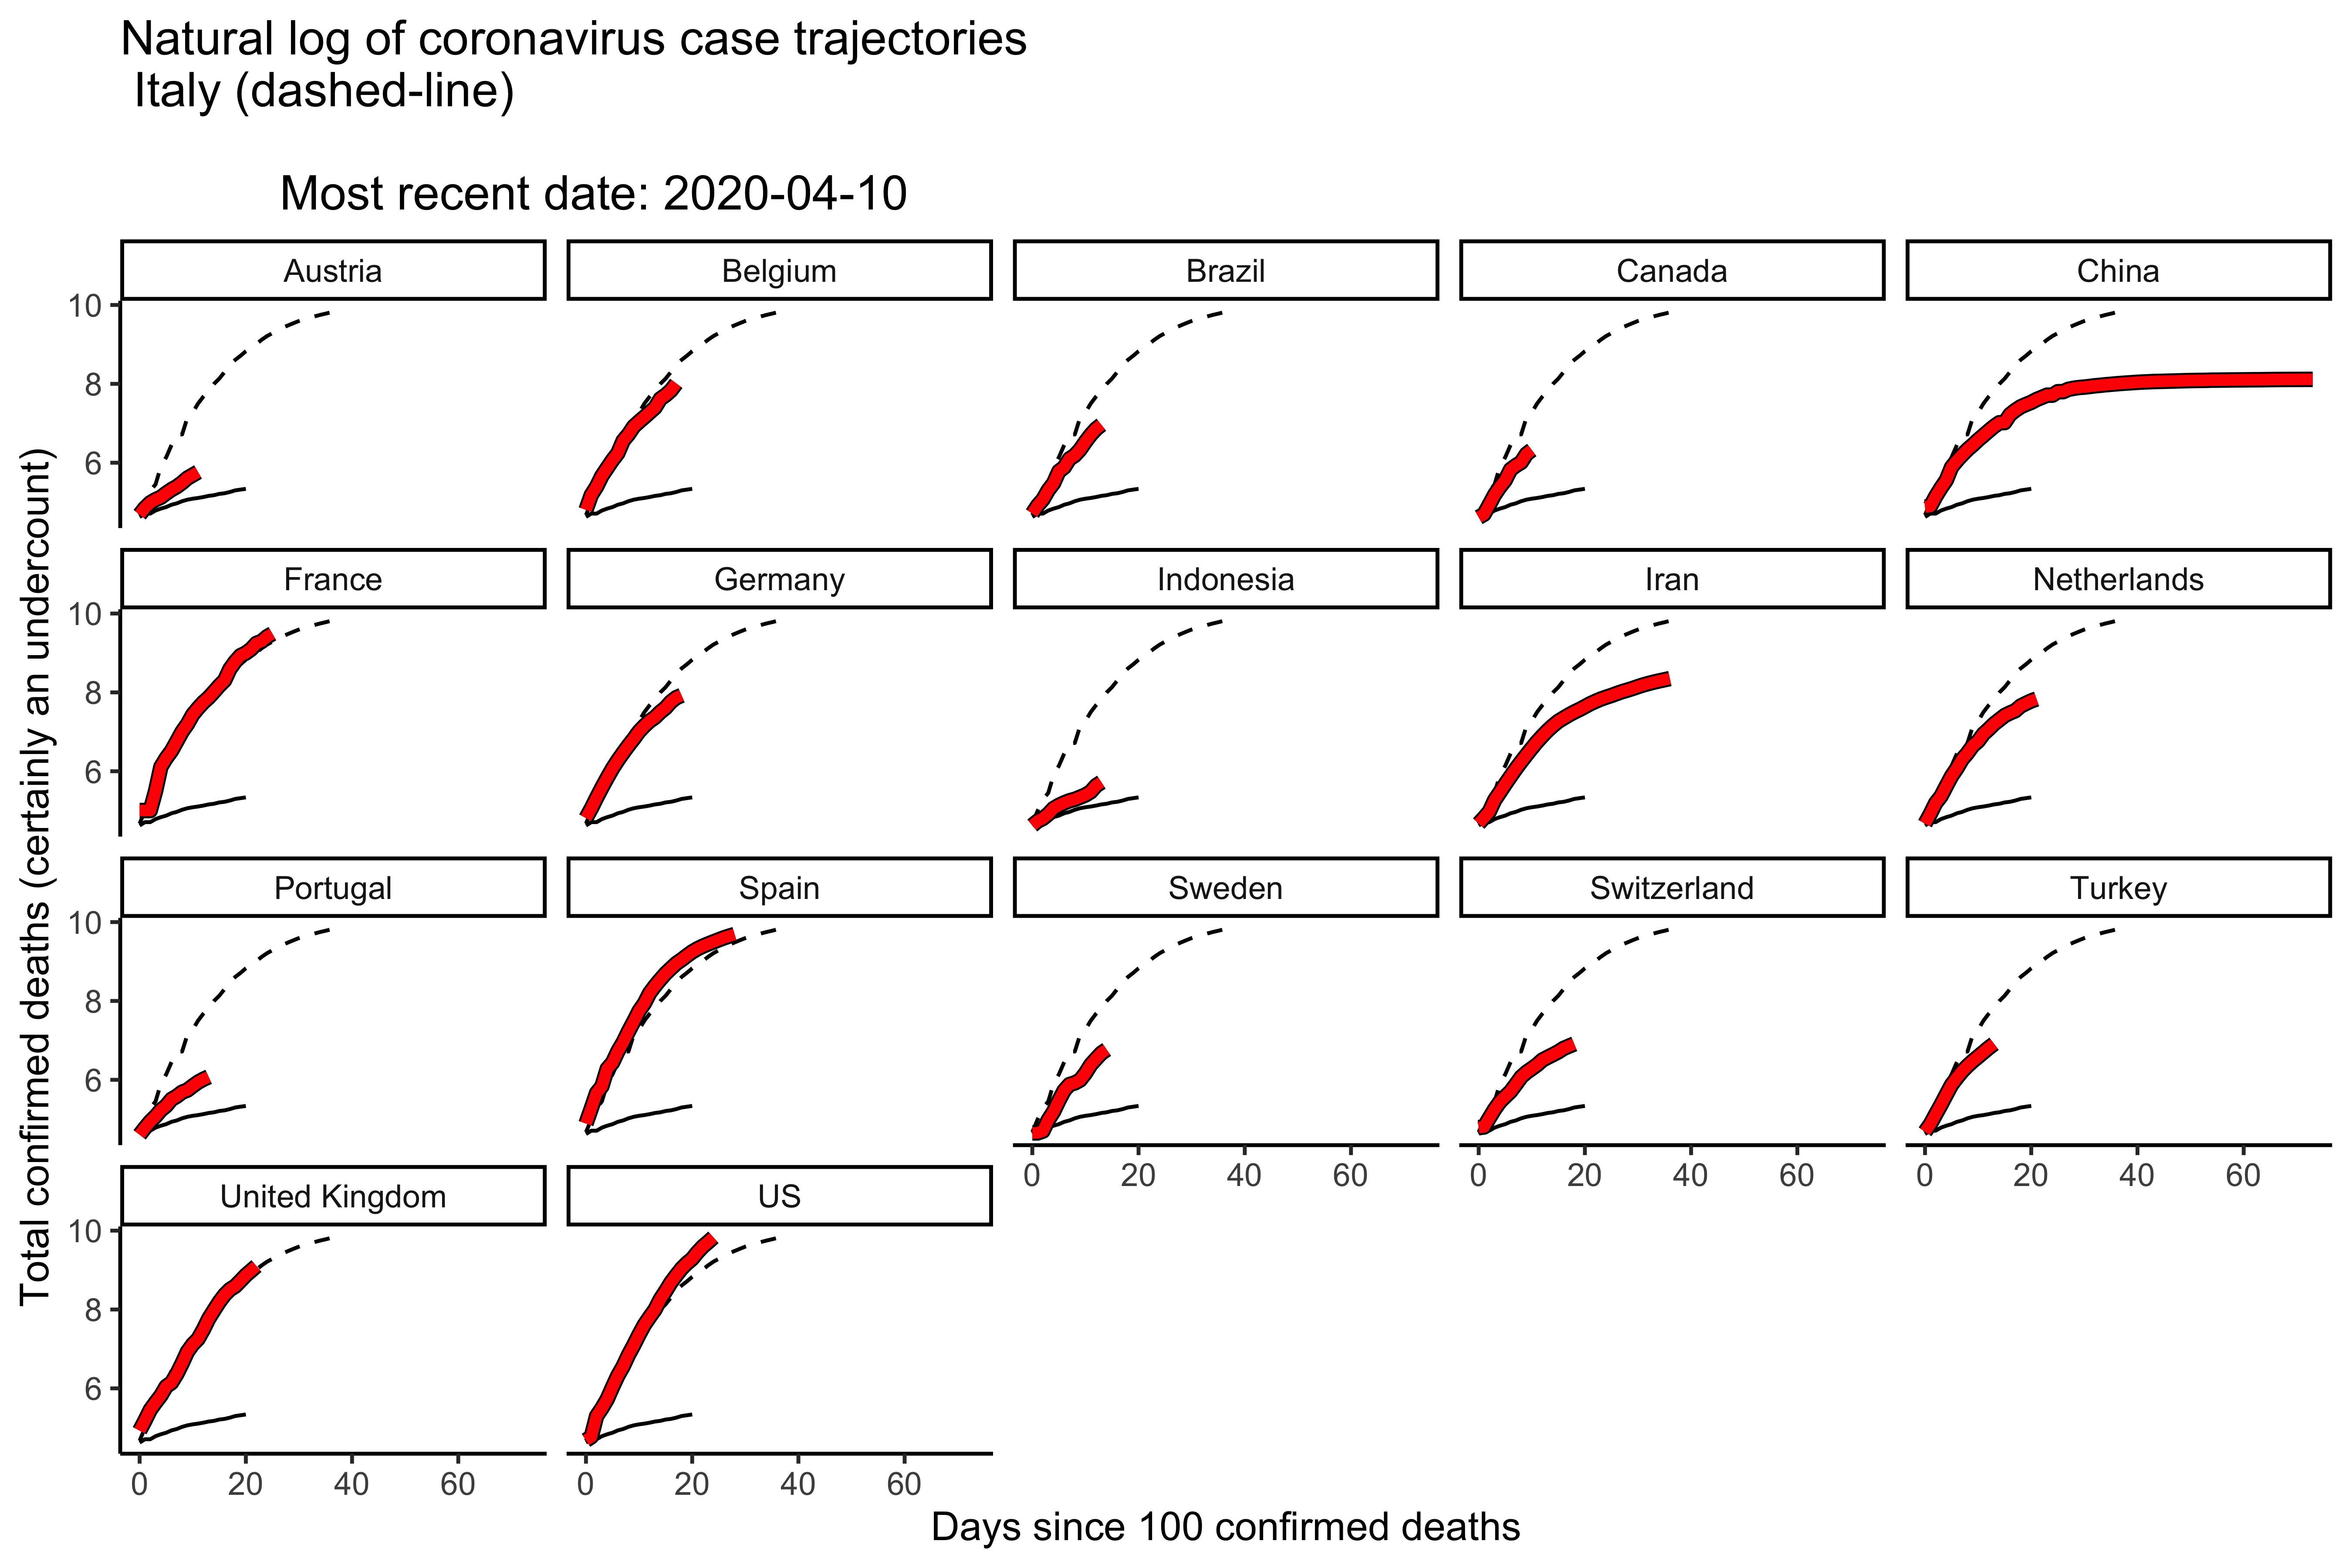 Natural log of coronavirus case trajectories
Italy (dashed-line)
Most recent date: 2020-04-10
Total confirmed deaths (certainly an undercount)
Austria
Belgium
Brazil
Canada
China
10
8
6
France
Germany
Indonesia
Iran
Netherlands
10
8
6
Portugal
Spain
Sweden
Switzerland
Turkey
10
8
6
0 20 40 60
0 20 40 60
0 20 40 60
United Kingdom
US
10
8
6
0 20 40 60
0 20 40 60
Days since 100 confirmed deaths